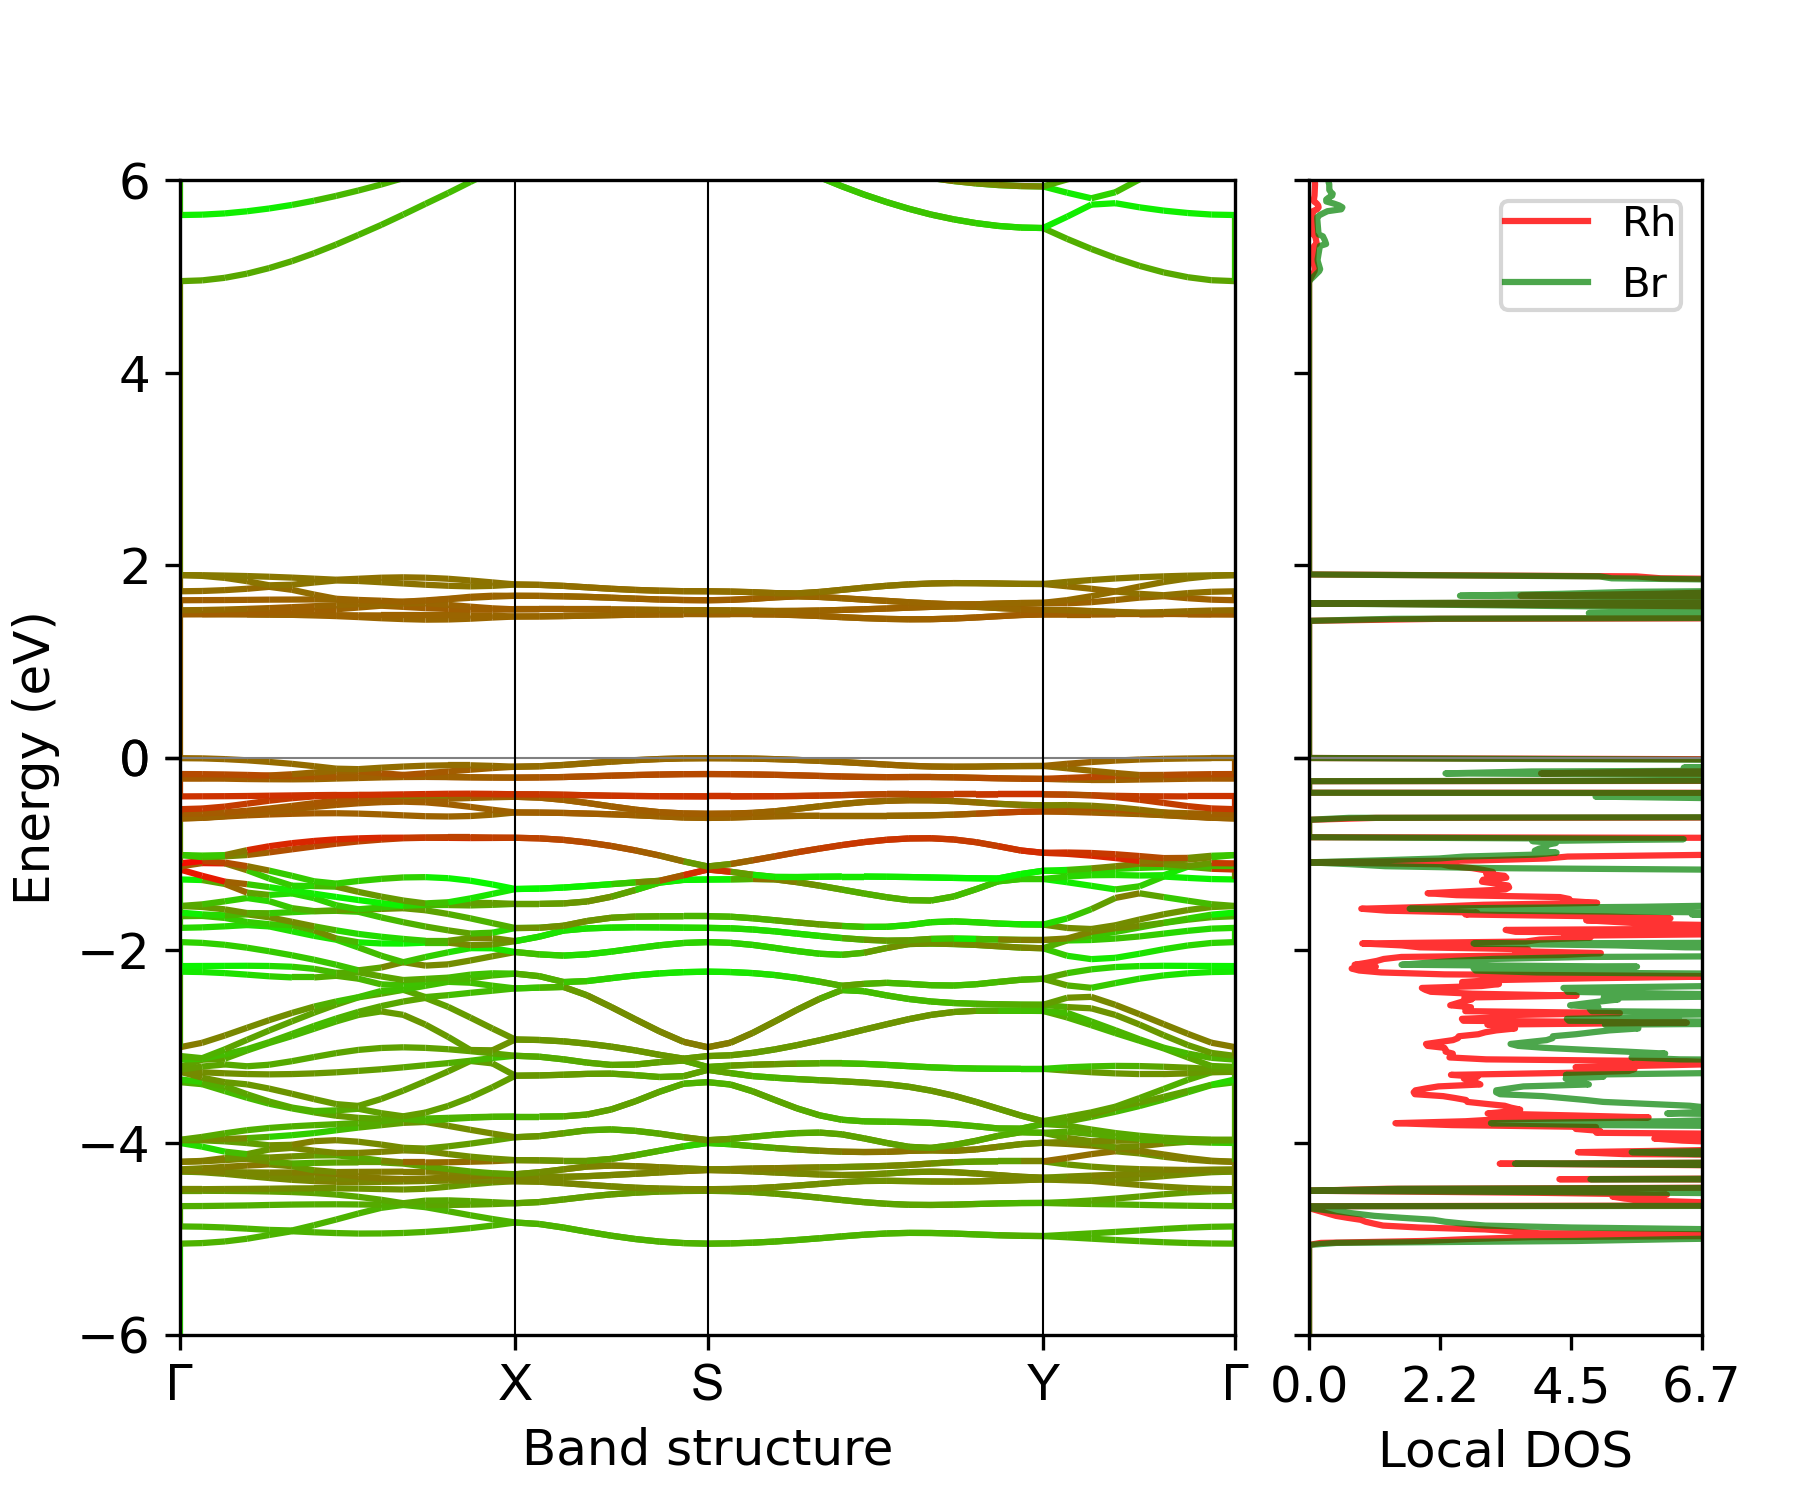 Energy (eV)
6
4
2
0
−2
−4
−6
Γ X S Y Γ
Band structure
Rh
Br
0.0 2.2 4.5 6.7
Local DOS